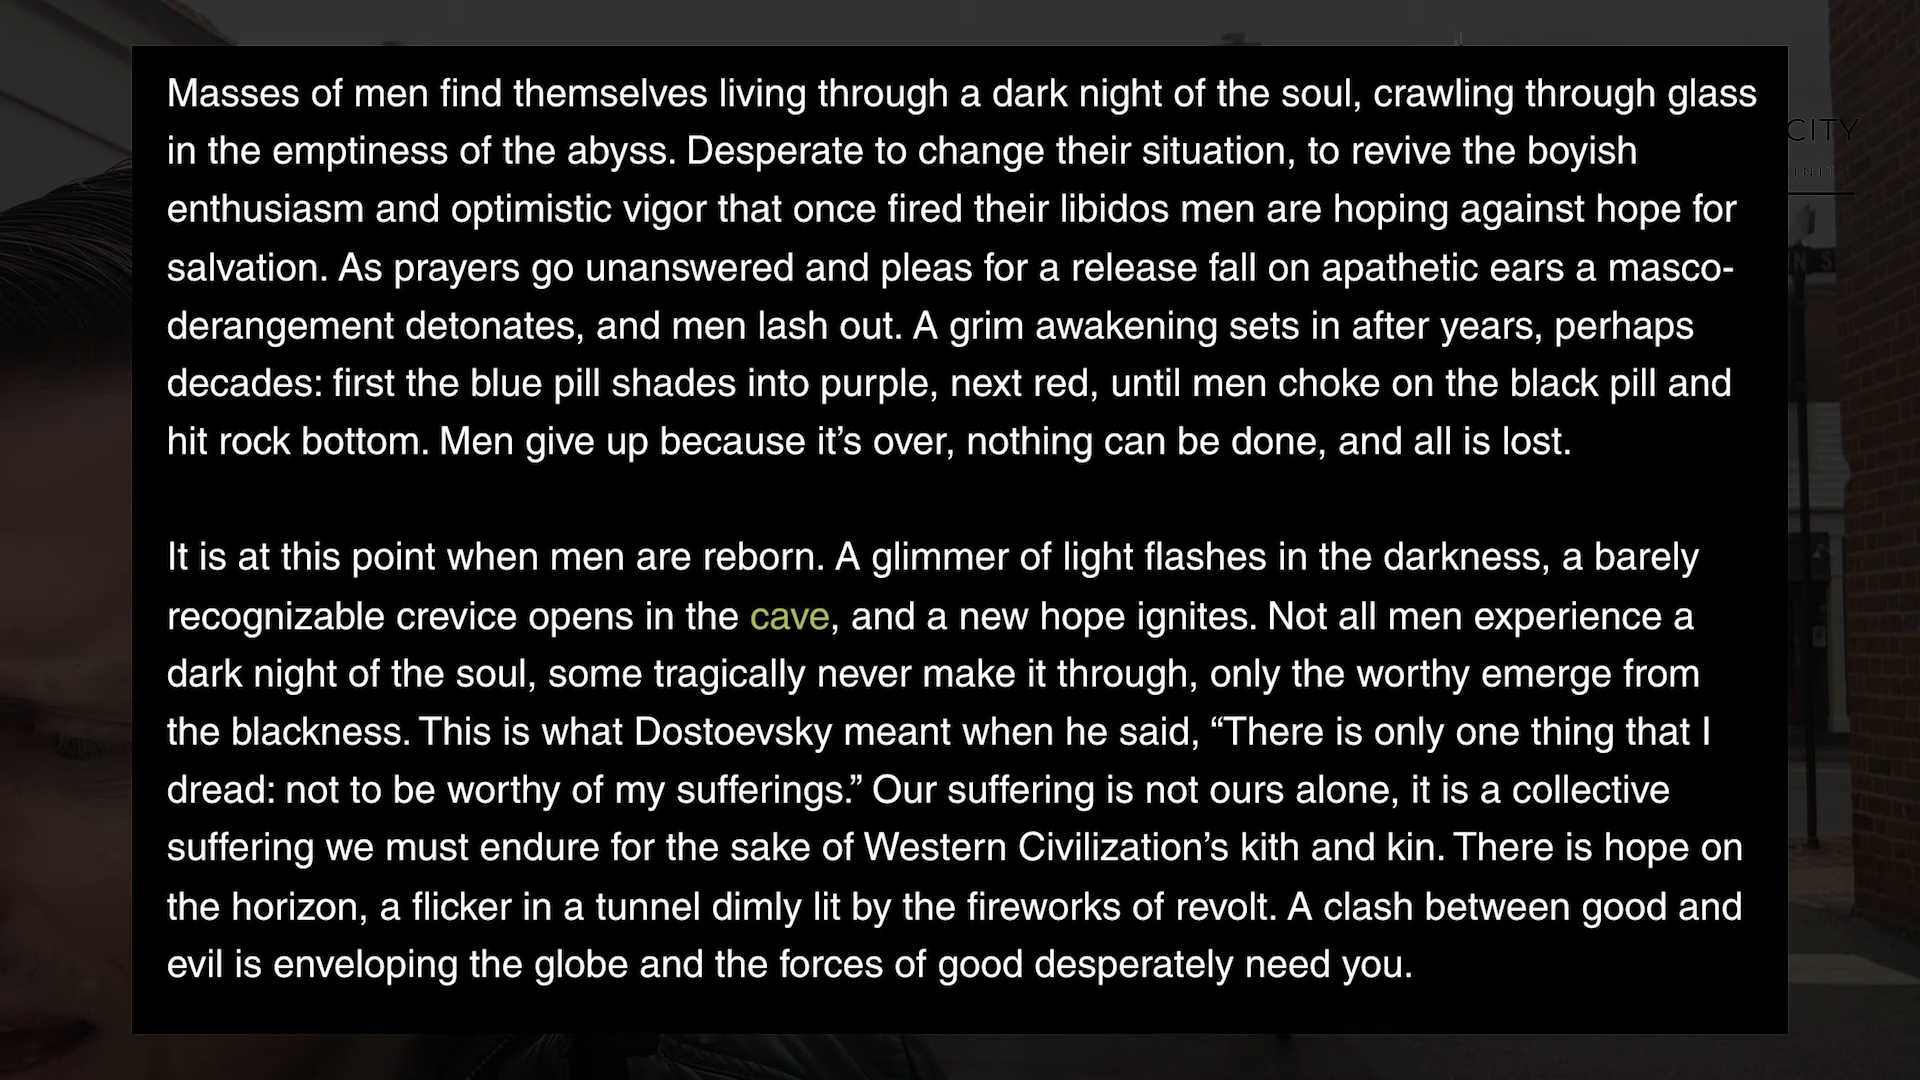 Masses of men find themselves living through a dark night of the soul, crawling through glass
in the emptiness of the abyss. Desperate to change their situation, to revive the boyish
enthusiasm and optimistic vigor that once fired their libidos men are hoping against hope for
salvation. As prayers go unanswered and pleas for a release fall on apathetic ears a masco-
derangement detonates, and men lash out. A grim awakening sets in after years, perhaps
decades: first the blue pill shades into purple, next red, until men choke on the black pill and
hit rock bottom. Men give up because it’s over, nothing can be done, and all is lost.
It is at this point when men are reborn. A glimmer of light flashes in the darkness, a barely
recognizable crevice opens in the cave, and a new hope ignites. Not all men experience a
dark night of the soul, some tragically never make it through, only the worthy emerge from
the blackness. This is what Dostoevsky meant when he said, “There is only one thing that I
dread: not to be worthy of my sufferings.” Our suffering is not ours alone, it is a collective
suffering we must endure for the sake of Western Civilization’s kith and kin. There is hope on
the horizon, a flicker in a tunnel dimly lit by the fireworks of revolt. A clash between good and
evil is enveloping the globe and the forces of good desperately need you.
CITY